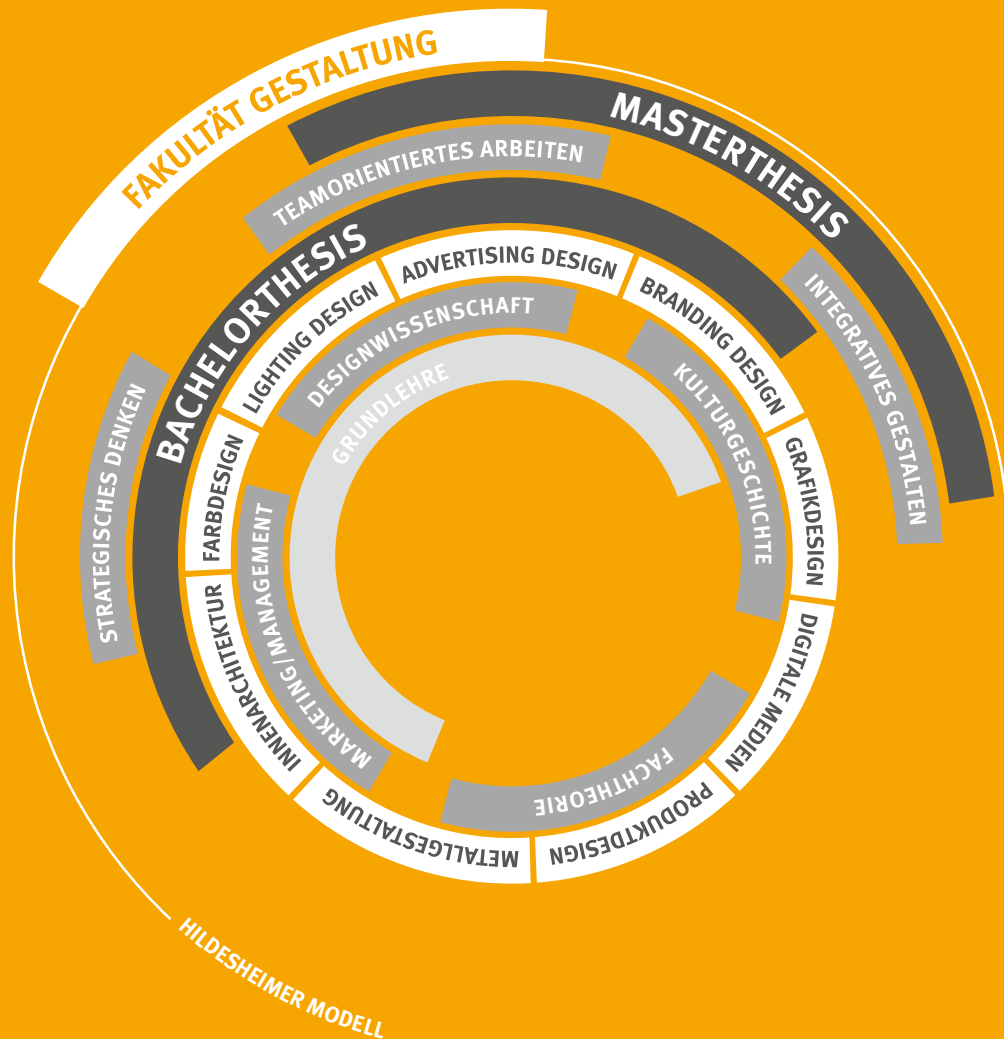 FAKULTÄT GESTALTUNG
MASTERTHESIS
TEAMORIENTIERTES ARBEITEN
INTEGRATIVES GESTALTEN
STRATEGISCHES DENKEN
BACHELORTHESIS
ADVERTISING DESIGN
BRANDING DESIGN
GRAFIKDESIGN
DIGITALE MEDIEN
PRODUKTDESIGN
METALLGESTALTUNG
INNENARCHITEKTUR
FARBDESIGN
LIGHTING DESIGN
DESIGNWISSENSCHAFT
KULTURGESCHICHTE
FACHTHEORIE
MARKETING/MANAGEMENT
GRUNDLEHRE
HILDESHEIMER MODELL